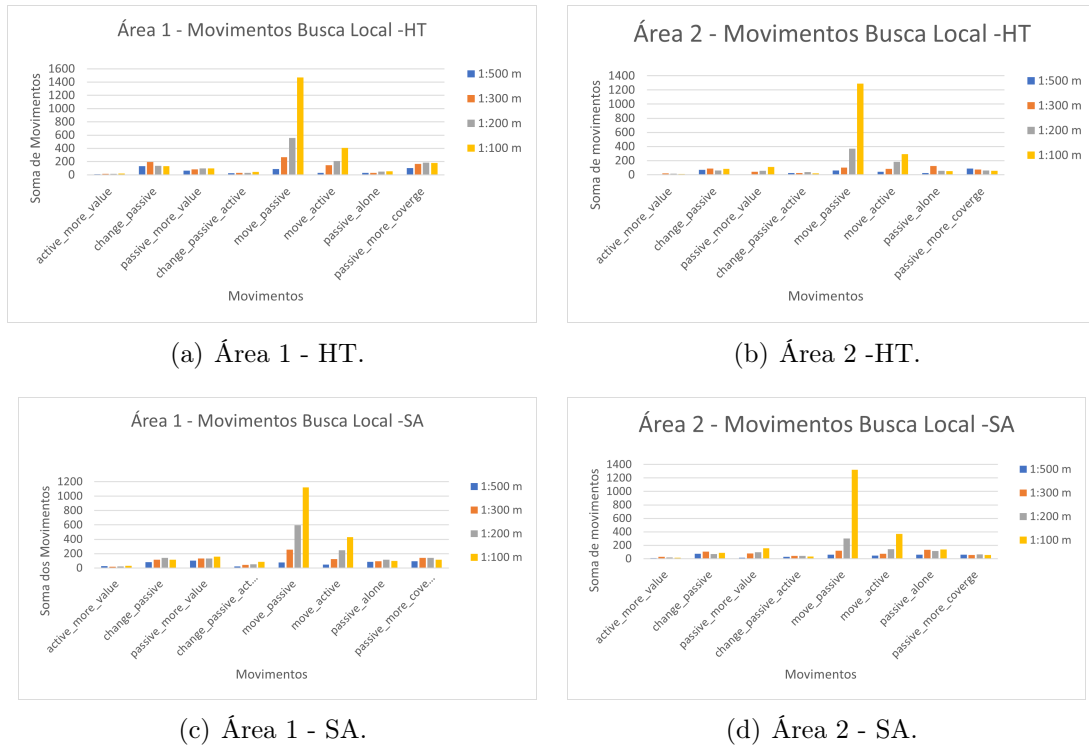 Área 1 - Movimentos Busca Local -HT
Soma de Movimentos
1600
1400
1200
1000
800
600
400
200
0
1:500 m
1:300 m
1:200 m
1:100 m
active_more_value
change_passive
passive_more_value
change_passive_active
move_passive
move_active
passive_alone
passive_more_coverge
Movimentos
(a) Área 1 - HT.
Área 2 - Movimentos Busca Local -HT
Soma de movimentos
1400
1200
1000
800
600
400
200
0
1:500 m
1:300 m
1:200 m
1:100 m
active_more_value
change_passive
passive_more_value
change_passive_active
move_passive
move_active
passive_alone
passive_more_coverge
Movimentos
(b) Área 2 -HT.
Área 1 - Movimentos Busca Local -SA
Soma dos Movimentos
1200
1000
800
600
400
200
0
1:500 m
1:300 m
1:200 m
1:100 m
active_more_value
change_passive
passive_more_value
change_passive_act...
move_passive
move_active
passive_alone
passive_more_cove...
Movimentos
(c) Área 1 - SA.
Área 2 - Movimentos Busca Local -SA
Soma de movimentos
1400
1200
1000
800
600
400
200
0
1:500 m
1:300 m
1:200 m
1:100 m
active_more_value
change_passive
passive_more_value
change_passive_active
move_passive
move_active
passive_alone
passive_more_coverge
Movimentos
(d) Área 2 - SA.